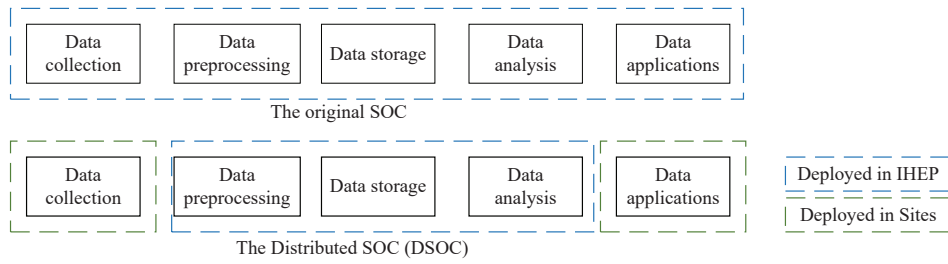 Data
collection
Data
preprocessing
Data storage
Data
analysis
Data
applications
The original SOC
Data
collection
Data
preprocessing
Data storage
Data
analysis
Data
applications
The Distributed SOC (DSOC)
Deployed in IHEP
Deployed in Sites